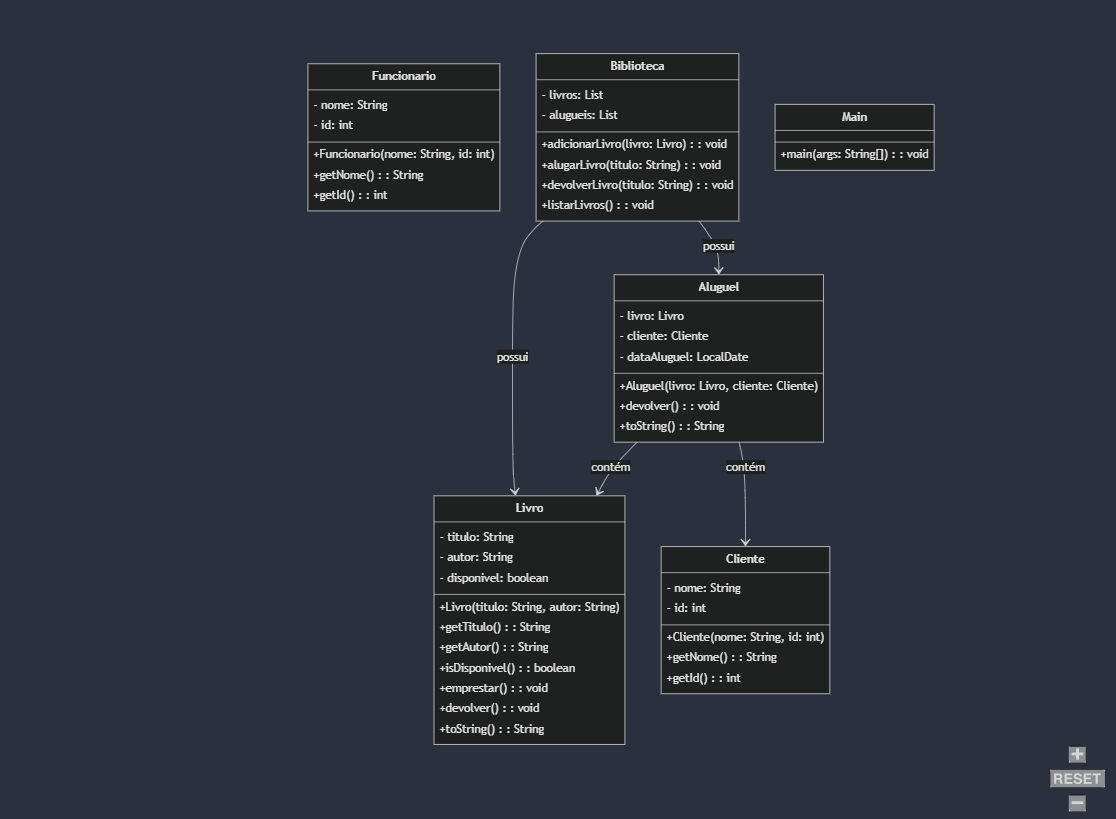 Funcionario
- nome: String
- id: int
+Funcionario(nome: String, id: int)
+getNome() : : String
+getId() : : int
Biblioteca
- livros: List
- alugueis: List
+adicionarLivro(livro: Livro) : : void
+alugarLivro(titulo: String) : : void
+devolverLivro(titulo: String) : : void
+listarLivros() : : void
Main
+main(args: String[]) : : void
possui
possui
Aluguel
- livro: Livro
- cliente: Cliente
- dataAluguel: LocalDate
+Aluguel(livro: Livro, cliente: Cliente)
+devolver() : : void
+toString() : : String
contém
contém
Livro
- titulo: String
- autor: String
- disponivel: boolean
+Livro(titulo: String, autor: String)
+getTitulo() : : String
+getAutor() : : String
+isDisponivel() : : boolean
+emprestar() : : void
+devolver() : : void
+toString() : : String
Cliente
- nome: String
- id: int
+Cliente(nome: String, id: int)
+getNome() : : String
+getId() : : int
+
RESET
−